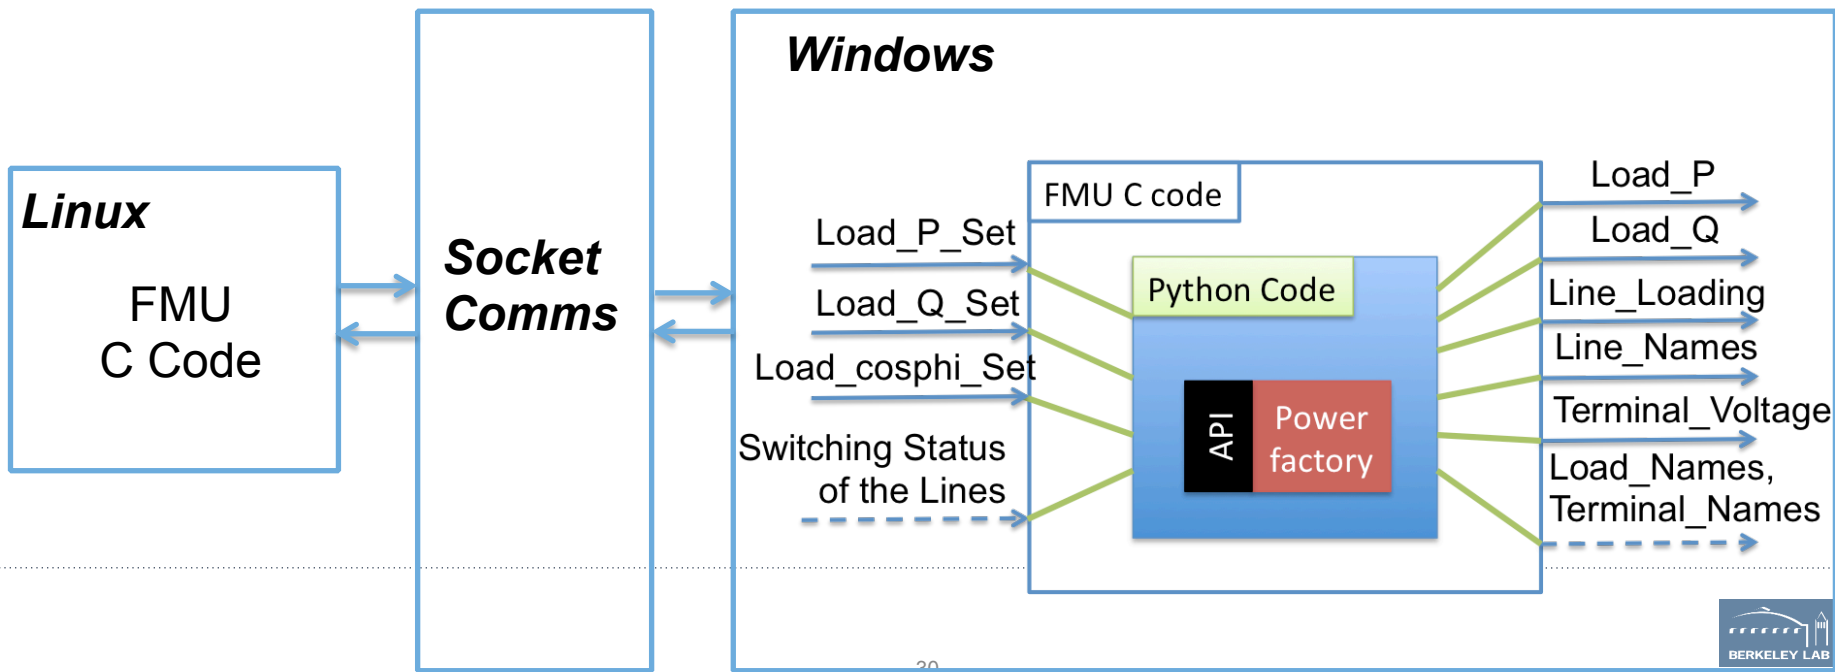 Windows
Linux
FMU
C Code
Socket
Comms
FMU C code
Load_P_Set
Load_Q_Set
Load_cosphi_Set
Switching Status
of the Lines
Python Code
API
Power
factory
Load_P
Load_Q
Line_Loading
Line_Names
Terminal_Voltage
Load_Names,
Terminal_Names
30
BERKELEY LAB